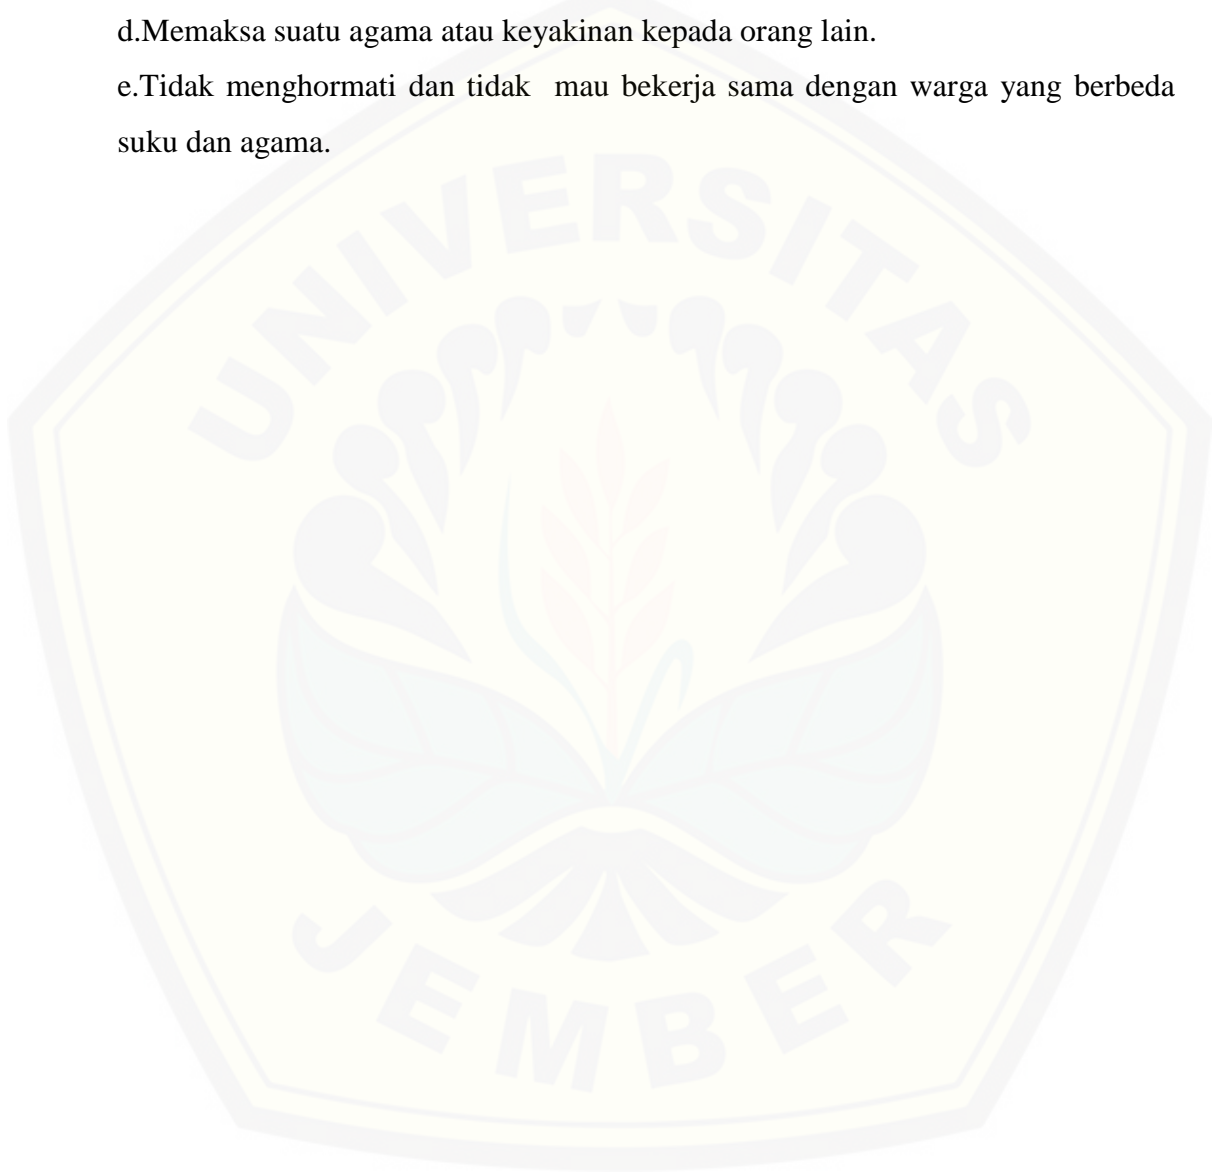 d.Memaksa suatu agama atau keyakinan kepada orang lain.
e.Tidak menghormati dan tidak  mau bekerja sama dengan warga yang berbeda
suku dan agama.
UNIVERSITAS
JEMBER